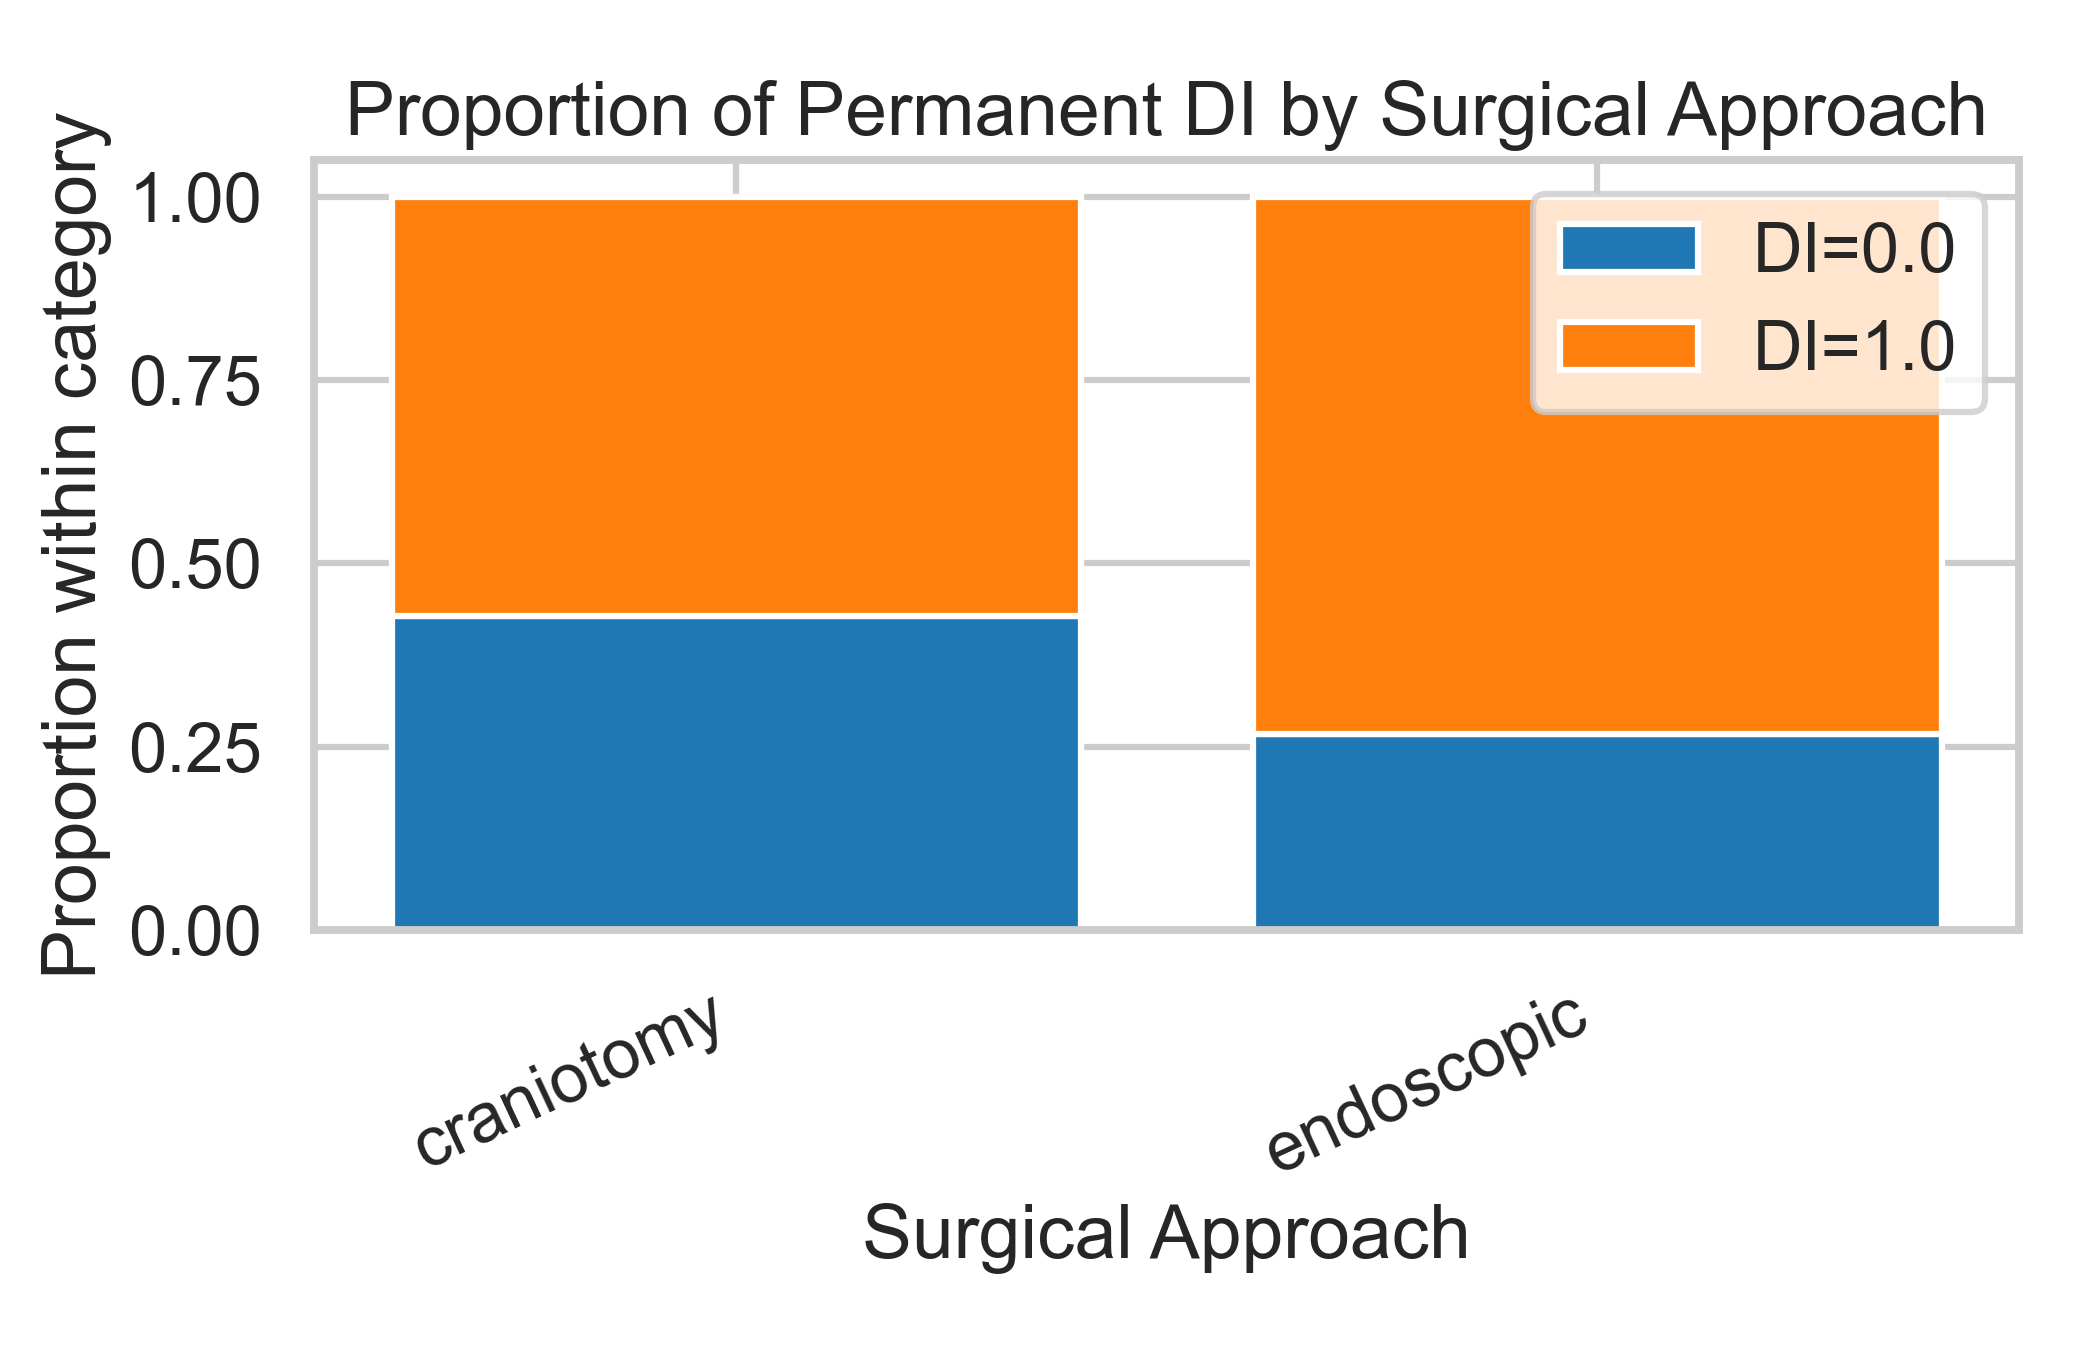 Proportion of Permanent DI by Surgical Approach
Proportion within category
1.00
0.75
0.50
0.25
0.00
DI=0.0
DI=1.0
craniotomy
endoscopic
Surgical Approach